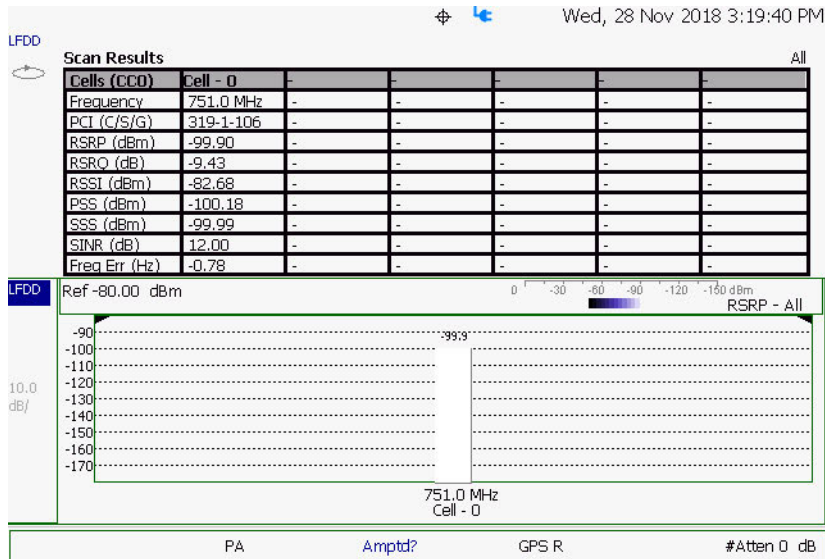 Wed, 28 Nov 2018 3:19:40 PM
LFDD
Scan Results All
Cells (CCO) Cell - 0 - - - - -
Frequency 751.0 MHz - - - - -
PCI (C/S/G) 319-1-106 - - - - -
RSRP (dBm) -99.90 - - - - -
RSRQ (dB) -9.43 - - - - -
RSSI (dBm) -82.68 - - - - -
PSS (dBm) -100.18 - - - - -
SSS (dBm) -99.99 - - - - -
SINR (dB) 12.00 - - - - -
Freq Err (Hz) -0.78 - - - - -
LFDD
Ref -80.00 dBm
0 -30 -60 -90 -120 -150 dBm
RSRP - All
10.0
dB/
-90
-100
-110
-120
-130
-140
-150
-160
-170
-99.9
751.0 MHz
Cell - 0
PA Amptd? GPS R #Atten 0 dB